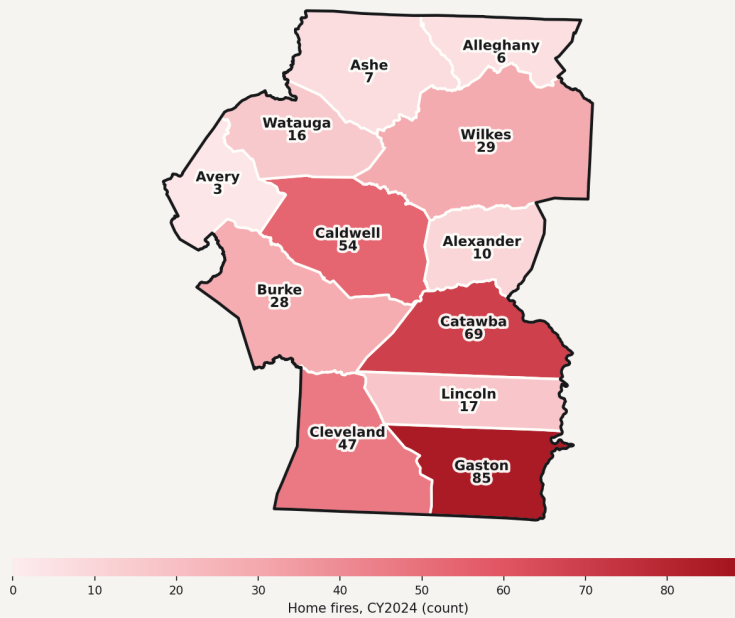 Alleghany
6
Ashe
7
Watauga
16
Wilkes
29
Avery
3
Caldwell
54
Alexander
10
Burke
28
Catawba
69
Lincoln
17
Cleveland
47
Gaston
85
0 10 20 30 40 50 60 70 80
Home fires, CY2024 (count)